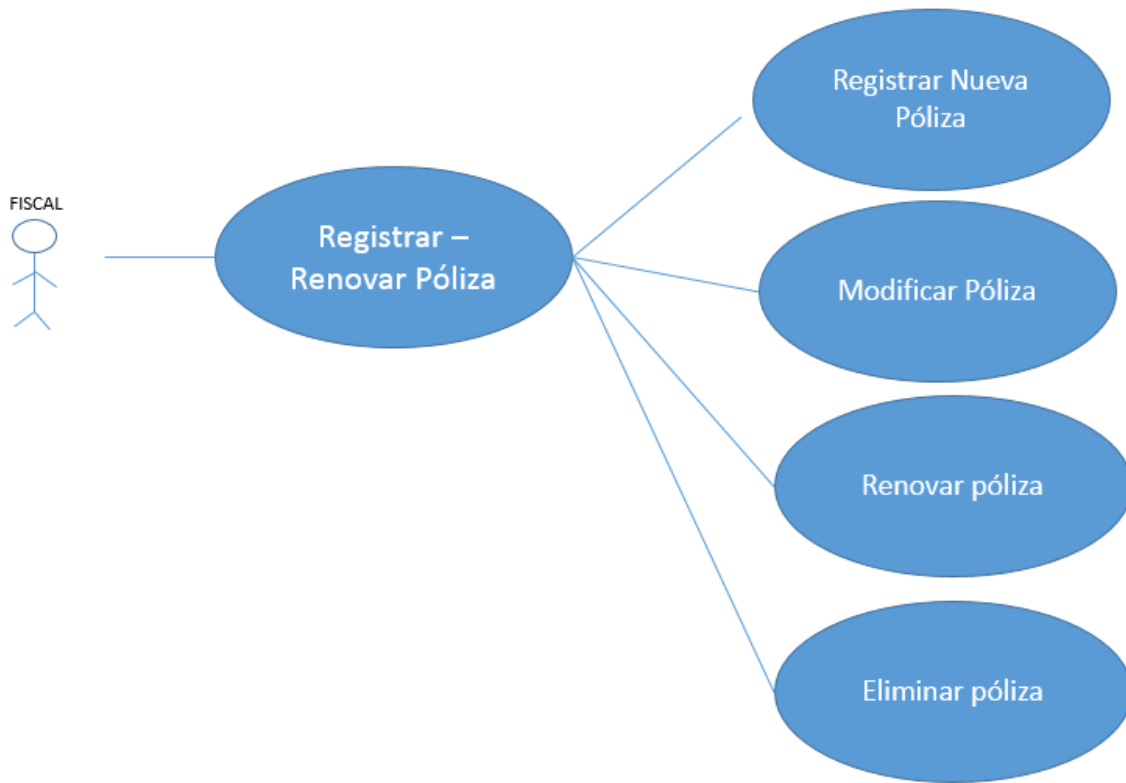 FISCAL
Registrar –
Renovar Póliza
Registrar Nueva
Póliza
Modificar Póliza
Renovar póliza
Eliminar póliza